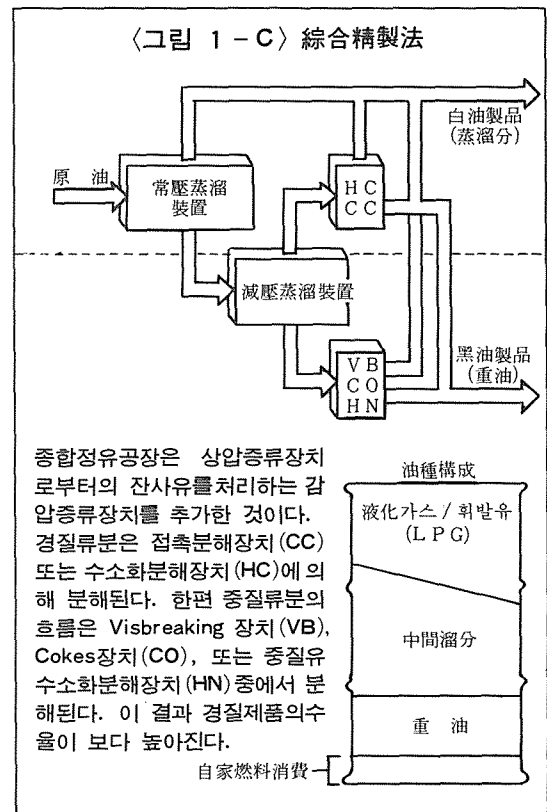 〈그림 1-C〉 綜合精製法
白油製品
(蒸溜分)
原油
常壓蒸溜
裝置
HC
CC
減壓蒸溜裝置
黑油製品
(重油)
VB
CO
HN
종합정유공장은 상압증류장치
로부터의 잔사유를처리하는 감
압증류장치를 추가한 것이다.
경질류분은 접촉분해장치(CC)
또는 수소화분해장치(HC)에 의
해 분해된다. 한편 중질류분의
흐름은 Visbreaking 장치(VB),
Cokes장치(CO), 또는 중질유
수소화분해장치(HN)중에서 분
해된다. 이 결과 경질제품의수
율이 보다 높아진다.
油種構成
液化가스/휘발유
(LPG)
中間溜分
重油
自家燃料消費